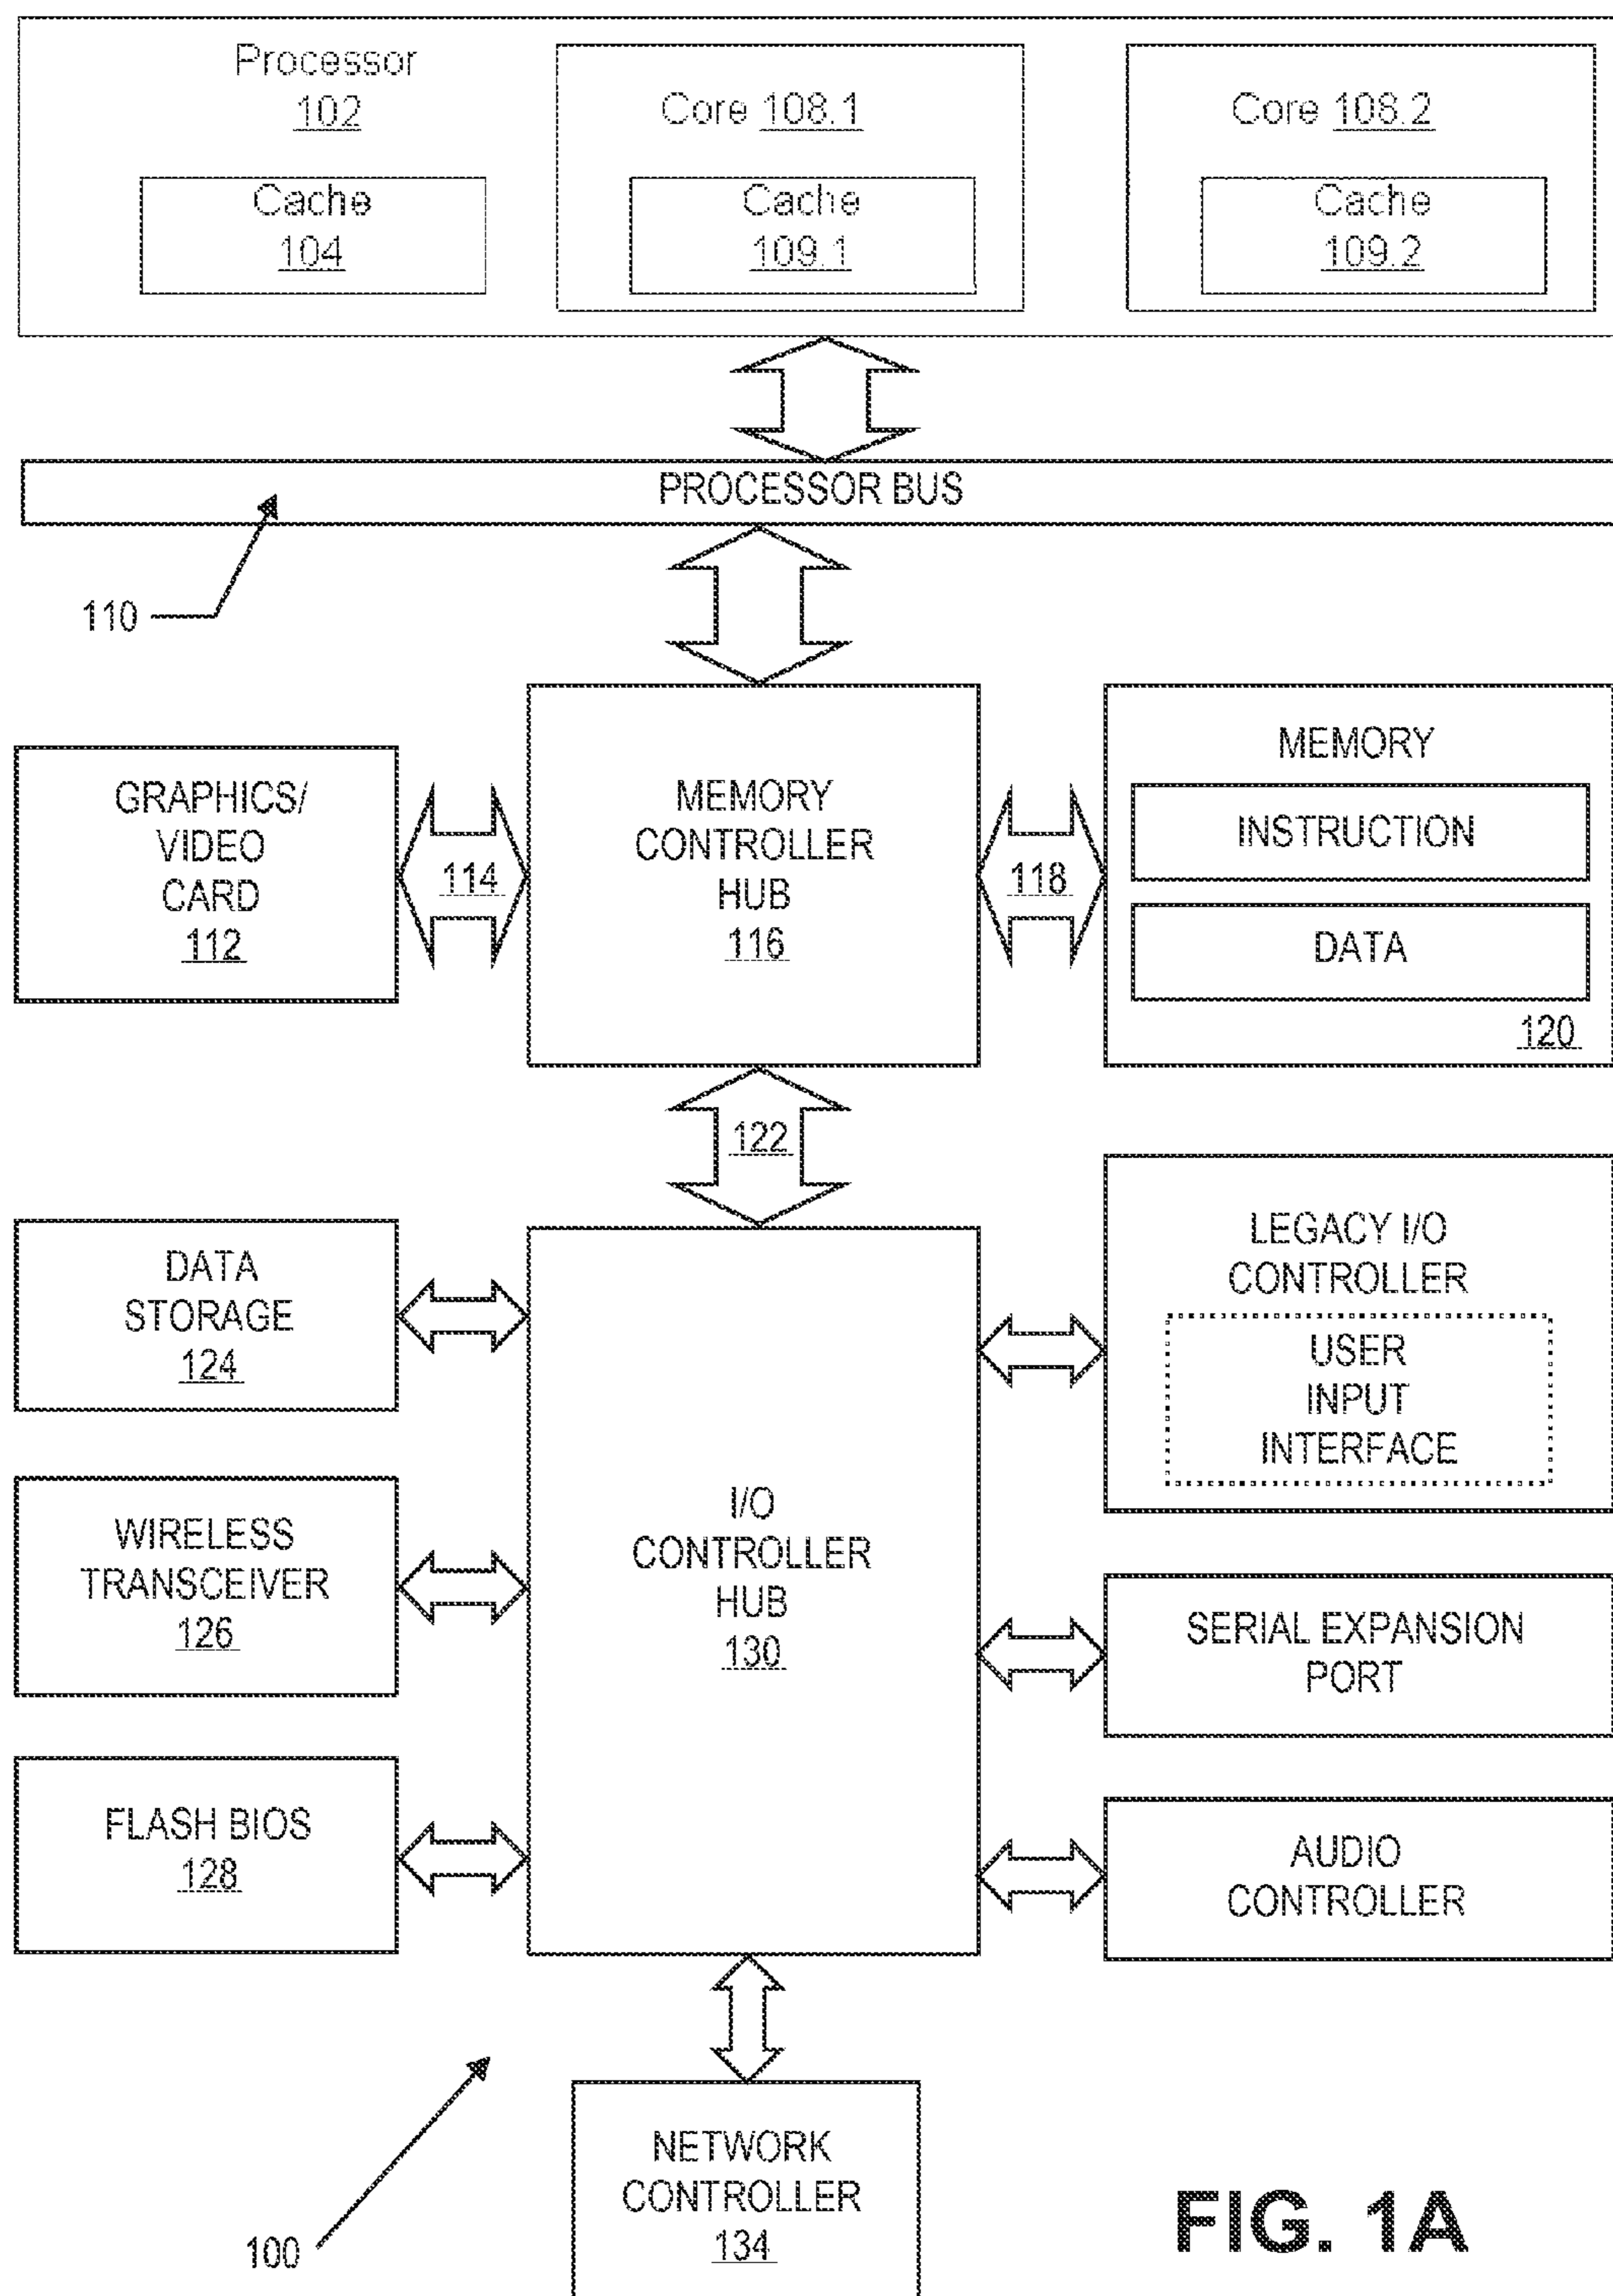 Processor
102
Cache
104
Core 108.1
Cache
109.1
Core 108.2
Cache
109.2
PROCESSOR BUS
110
GRAPHICS/
VIDEO
CARD
112
114
MEMORY
CONTROLLER
HUB
116
118
MEMORY
INSTRUCTION
DATA
120
122
DATA
STORAGE
124
WIRELESS
TRANSCEIVER
126
FLASH BIOS
128
I/O
CONTROLLER
HUB
130
LEGACY I/O
CONTROLLER
USER
INPUT
INTERFACE
SERIAL EXPANSION
PORT
AUDIO
CONTROLLER
NETWORK
CONTROLLER
134
100
FIG. 1A